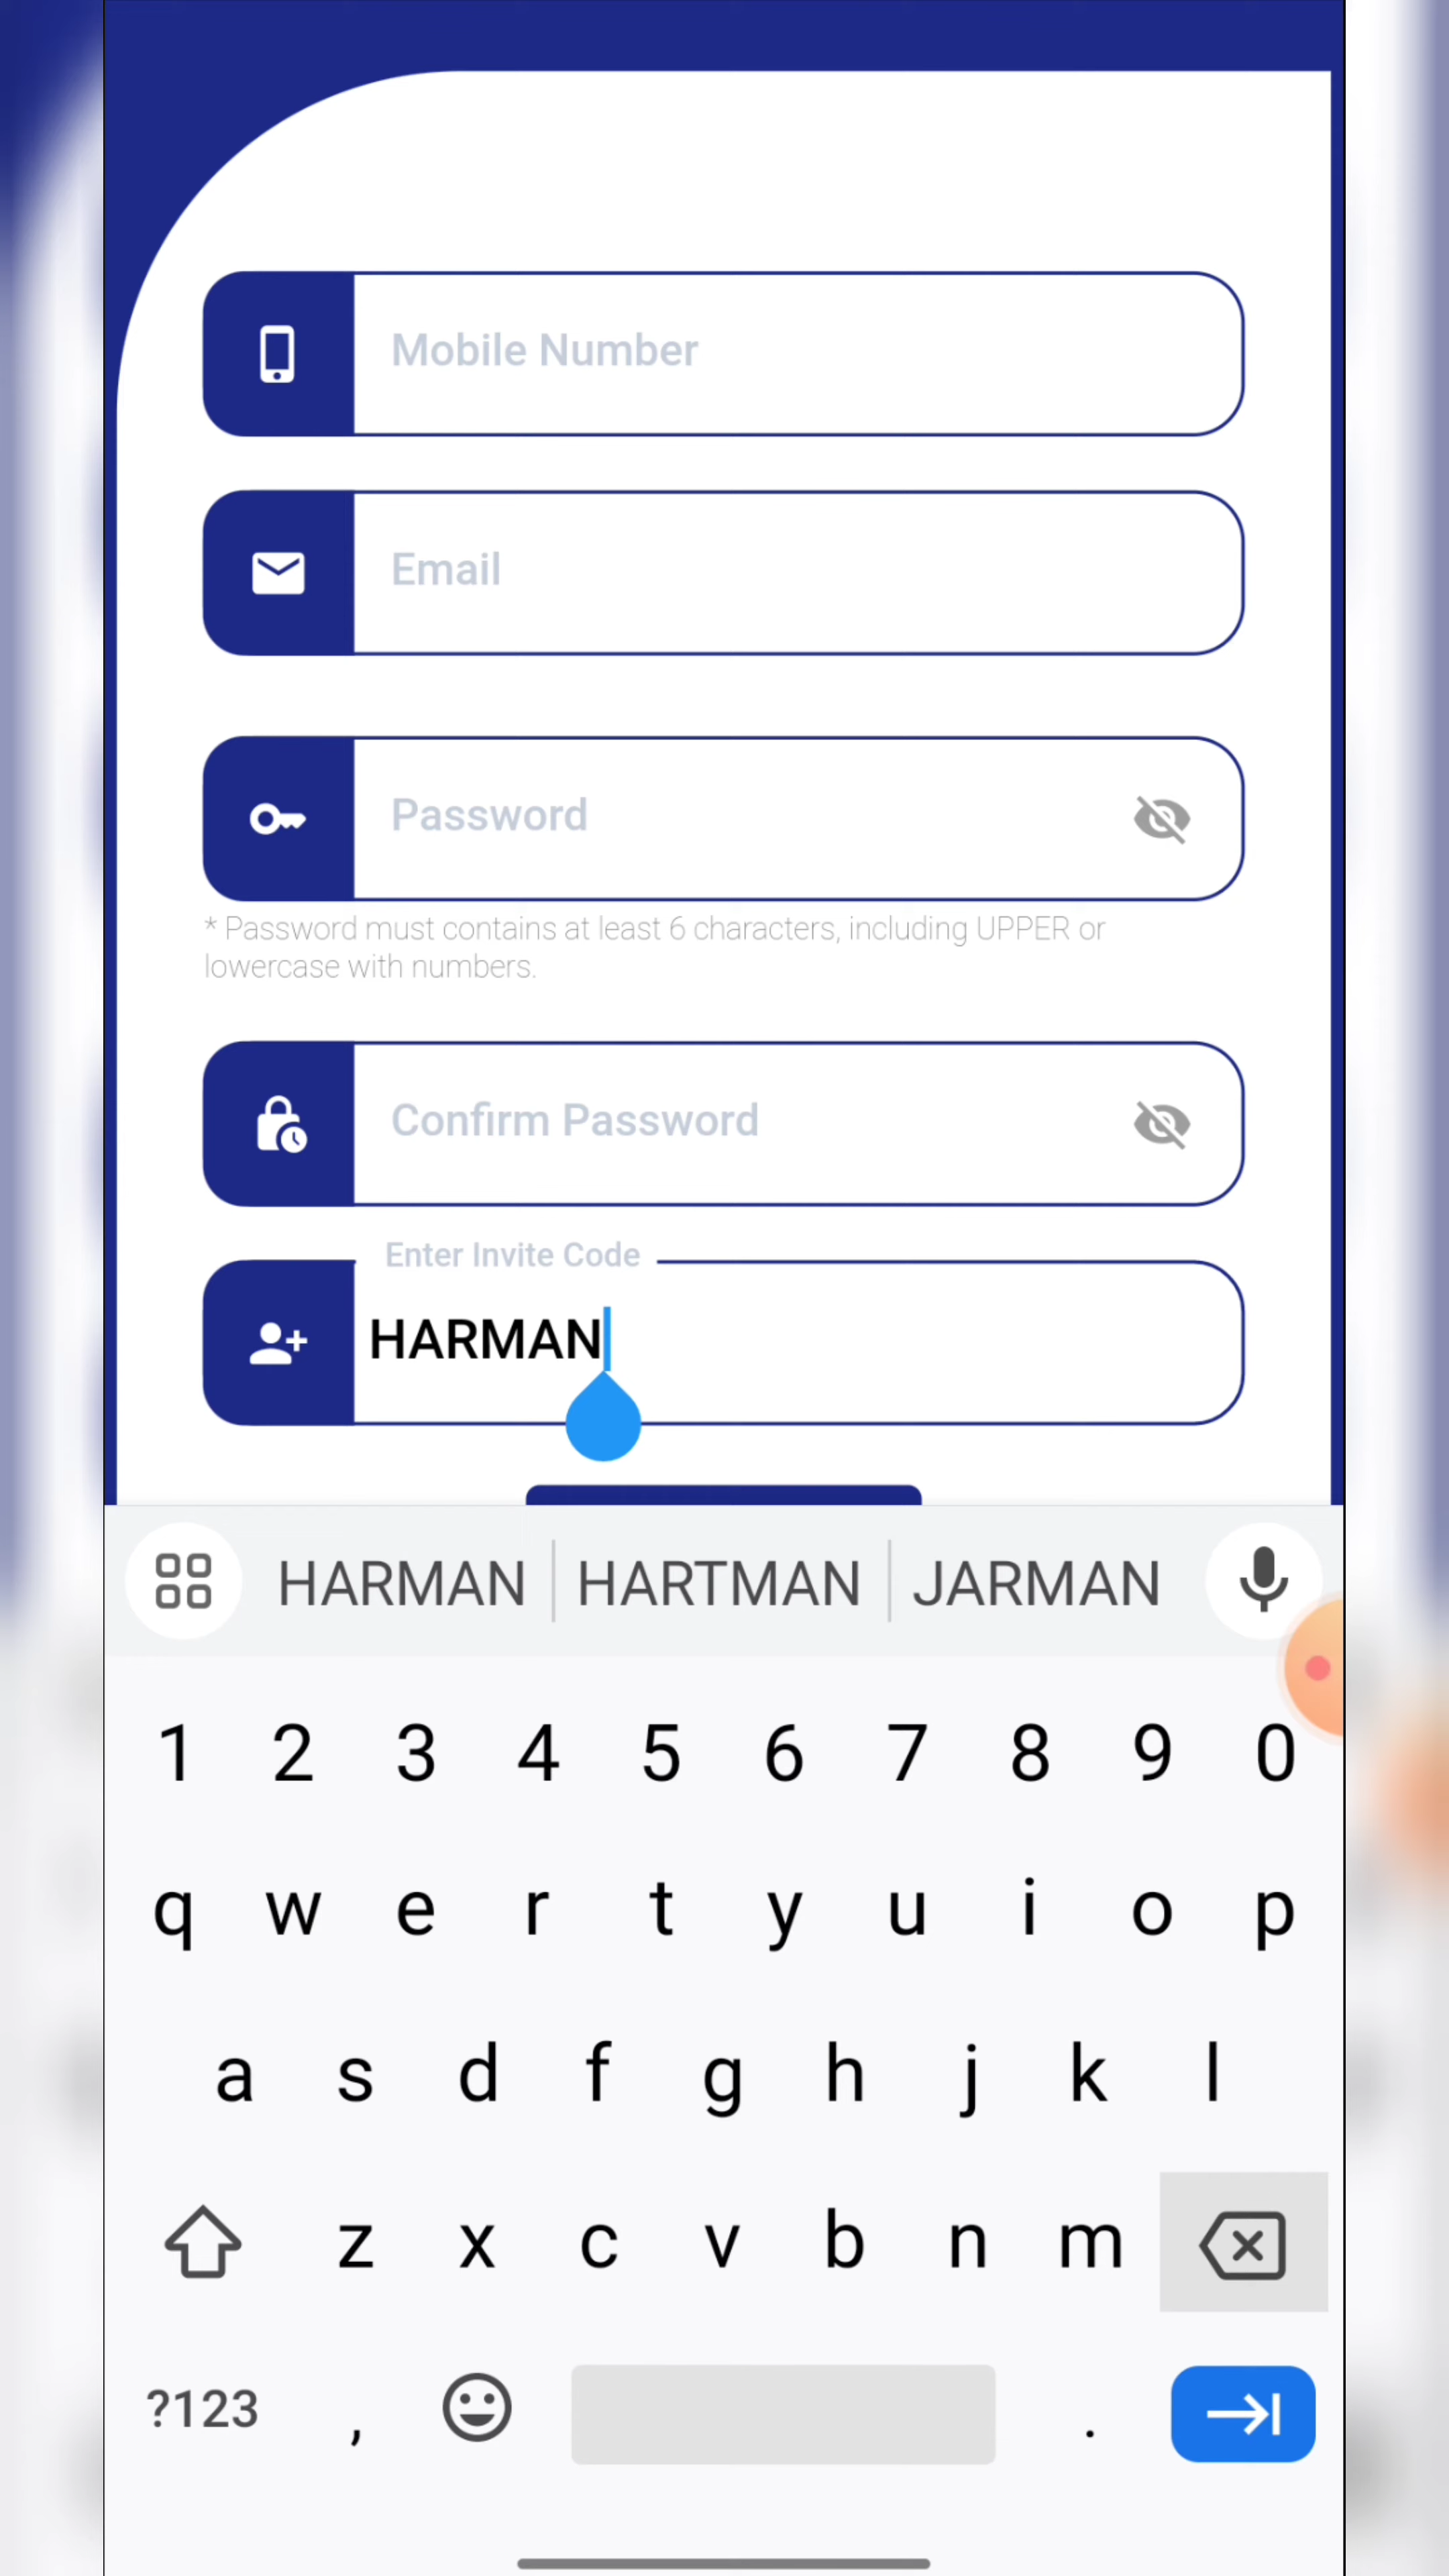 Mobile Number
Email
Password
* Password must contains at least 6 characters, including UPPER or
lowercase with numbers.
Confirm Password
Enter Invite Code
HARMAN
HARMAN HARTMAN JARMAN
1 2 3 4 5 6 7 8 9 0
q w e r t y u i o p
a s d f g h j k l
z x c v b n m
?123 , .